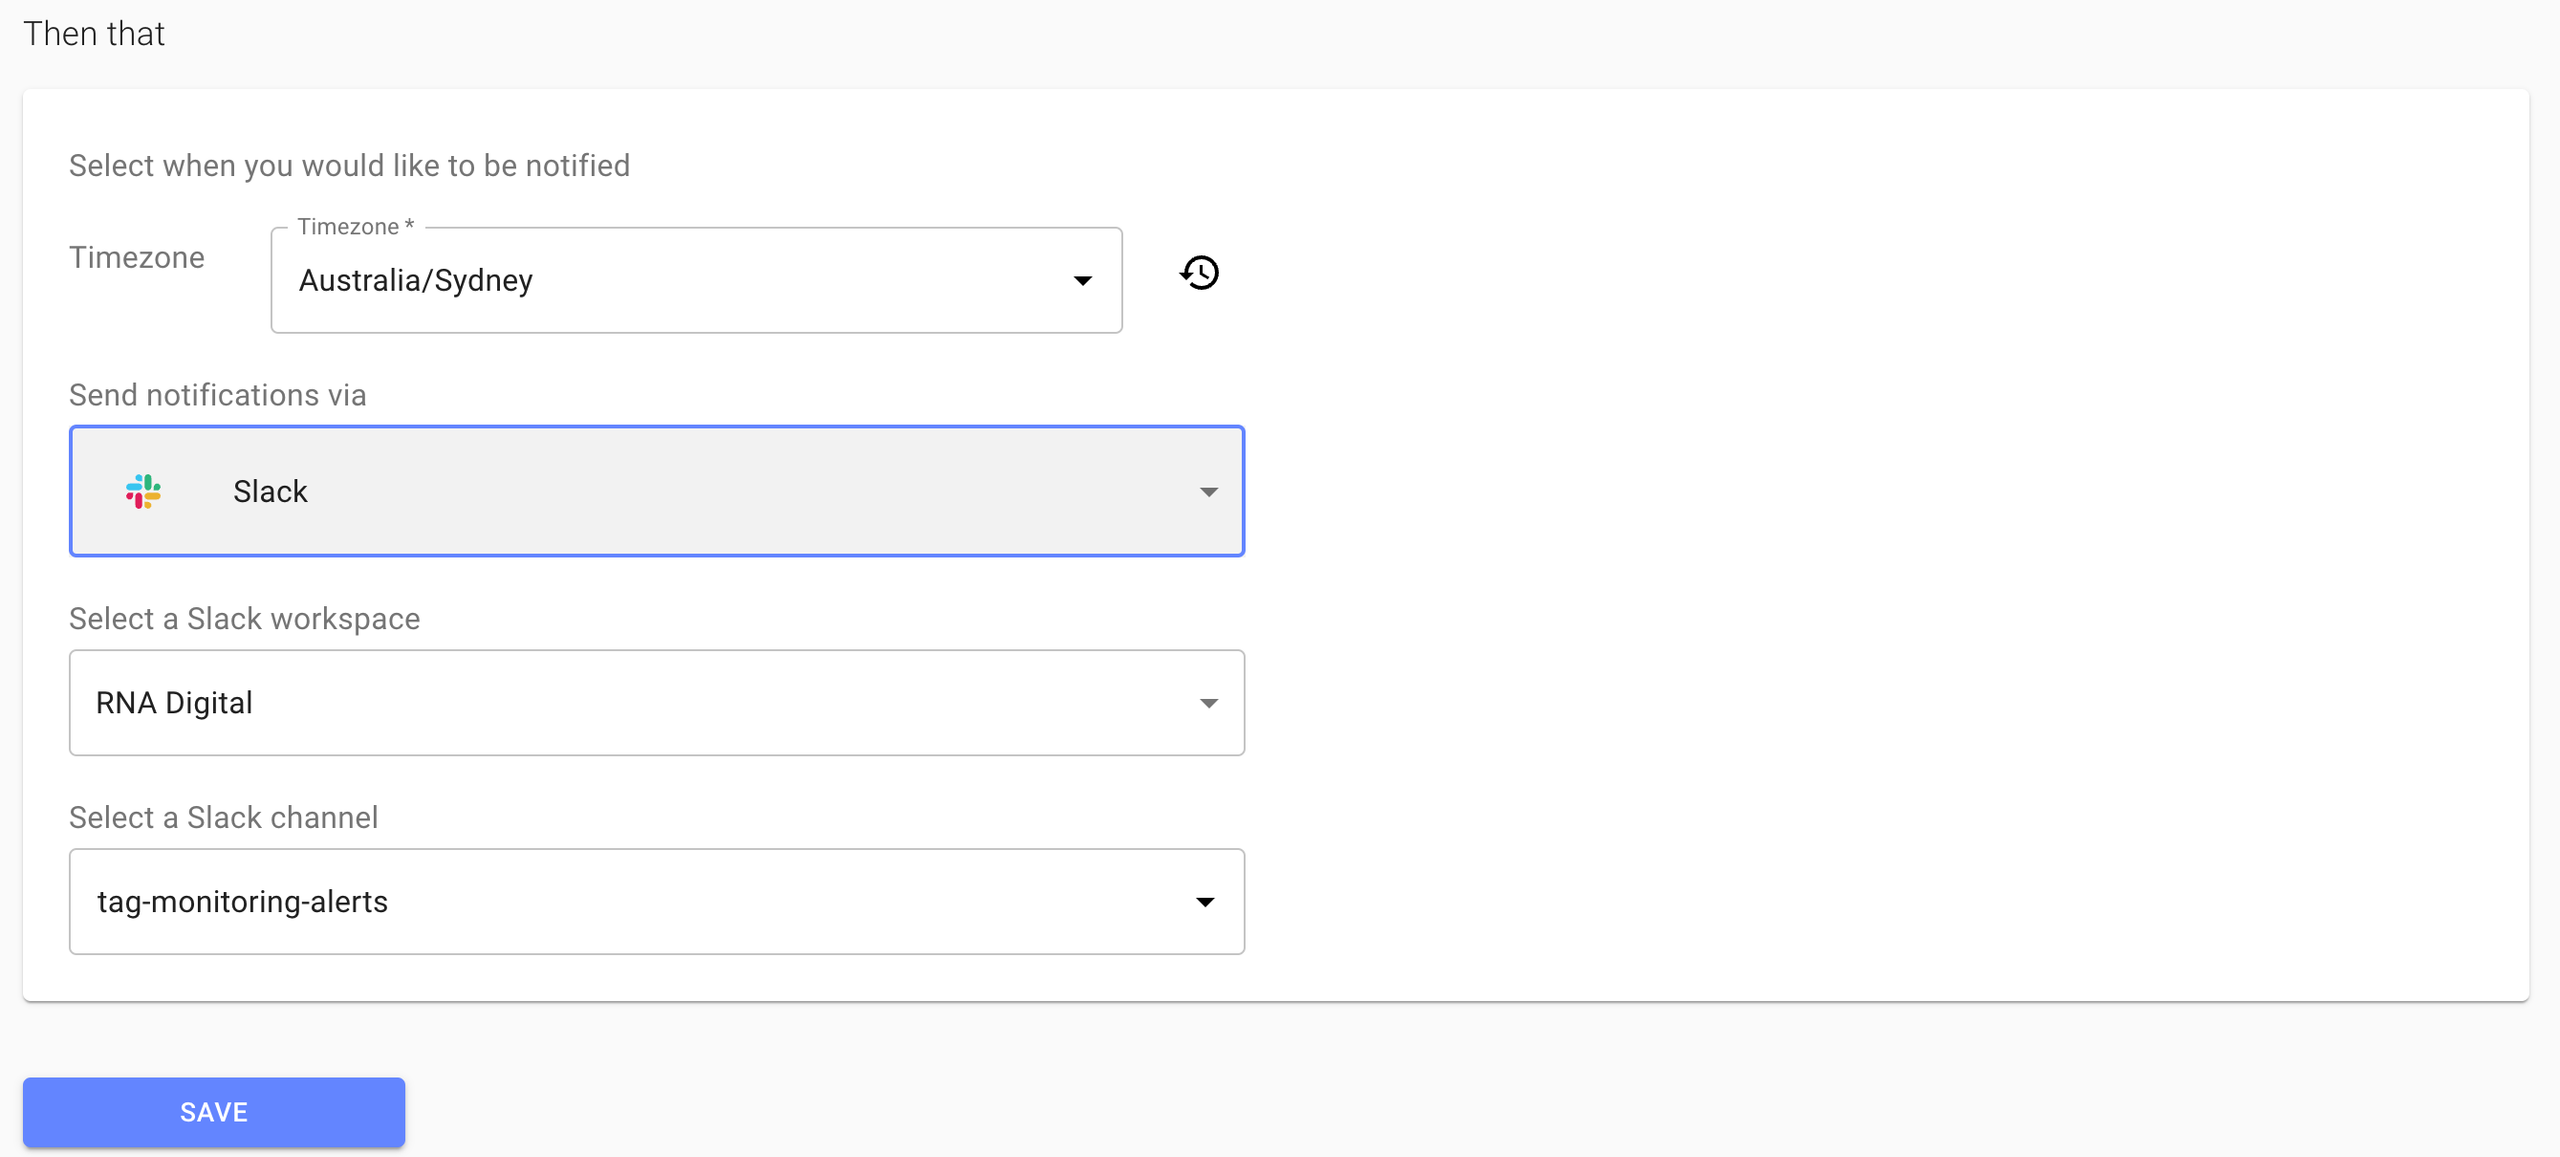 Then that
Select when you would like to be notified
Timezone *
Timezone
Australia/Sydney
Send notifications via
Slack
Select a Slack workspace
RNA Digital
Select a Slack channel
tag-monitoring-alerts
SAVE